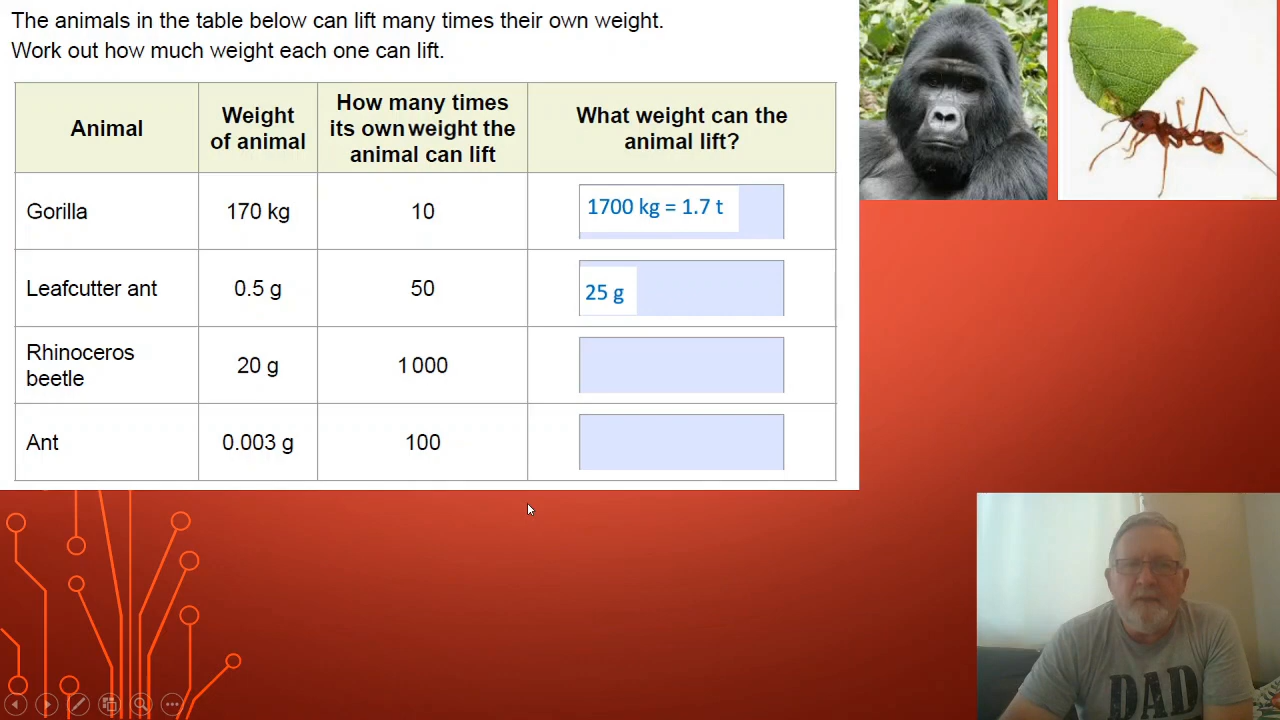 The animals in the table below can lift many times their own weight.
Work out how much weight each one can lift.
Animal
Weight
of animal
How many times
its own weight the
animal can lift
What weight can the
animal lift?
Gorilla
170 kg
10
1700 kg = 1.7 t
Leafcutter ant
0.5 g
50
25 g
Rhinoceros
beetle
20 g
1 000
Ant
0.003 g
100
DAD